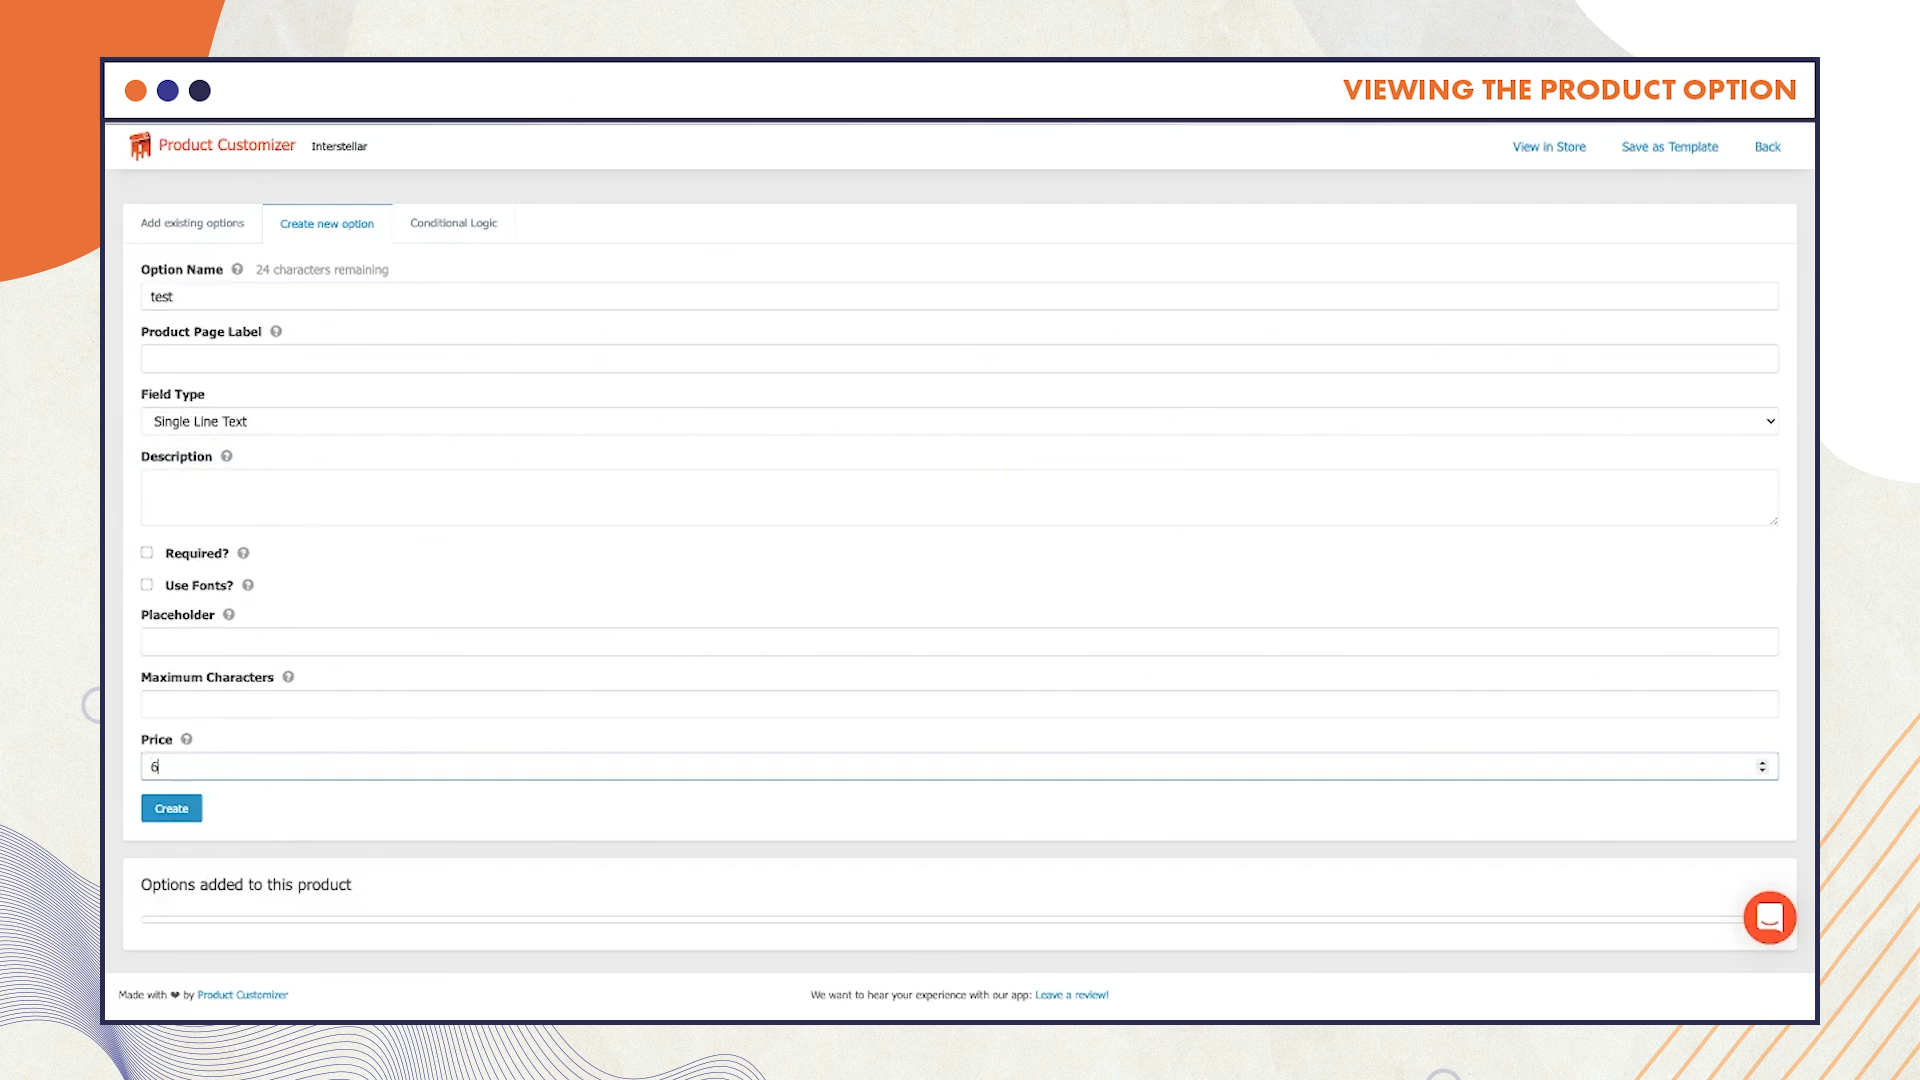 VIEWING THE PRODUCT OPTION
Product Customizer Interstellar View in Store Save as Template Back
Add existing options Create new option Conditional Logic
Option Name 24 characters remaining
test
Product Page Label
Field Type
Single Line Text
Description
Required?
Use Fonts?
Placeholder
Maximum Characters
Price
6
Create
Options added to this product
Made with ❤ by Product Customizer We want to hear your experience with our app: Leave a review!